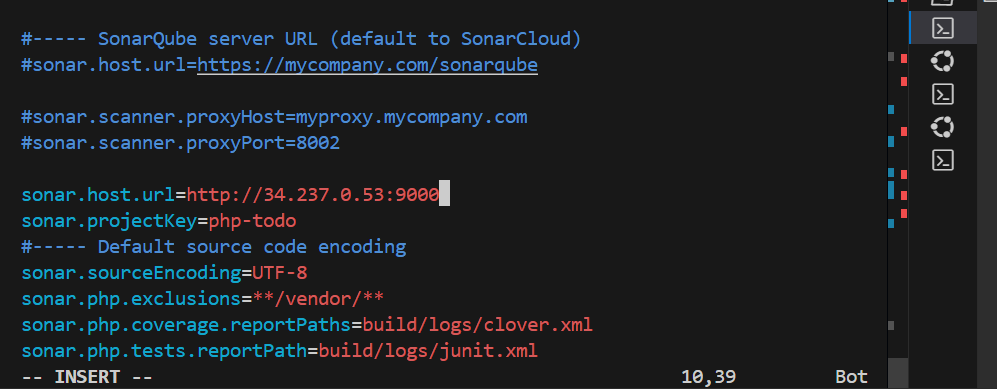 #----- SonarQube server URL (default to SonarCloud)
#sonar.host.url=https://mycompany.com/sonarqube
#sonar.scanner.proxyHost=myproxy.mycompany.com
#sonar.scanner.proxyPort=8002
sonar.host.url=http://34.237.0.53:9000
sonar.projectKey=php-todo
#----- Default source code encoding
sonar.sourceEncoding=UTF-8
sonar.php.exclusions=**/vendor/**
sonar.php.coverage.reportPaths=build/logs/clover.xml
sonar.php.tests.reportPath=build/logs/junit.xml
-- INSERT -- 10,39 Bot